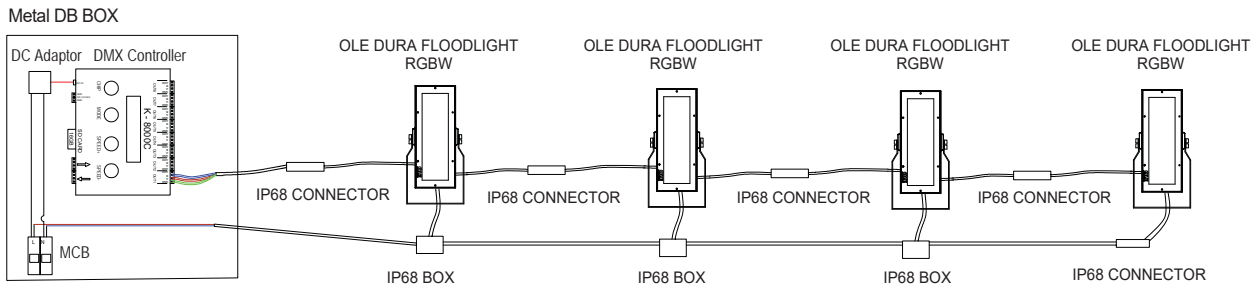 Metal DB BOX
DC Adaptor DMX Controller
CHIP
MODE
SPEED+
SPEED-
K - 8000C
SD CARD
16GB
L N
MCB
OLE DURA FLOODLIGHT
RGBW
OLE DURA FLOODLIGHT
RGBW
OLE DURA FLOODLIGHT
RGBW
OLE DURA FLOODLIGHT
RGBW
IP68 CONNECTOR
IP68 CONNECTOR
IP68 CONNECTOR
IP68 CONNECTOR
IP68 BOX
IP68 BOX
IP68 BOX
IP68 CONNECTOR